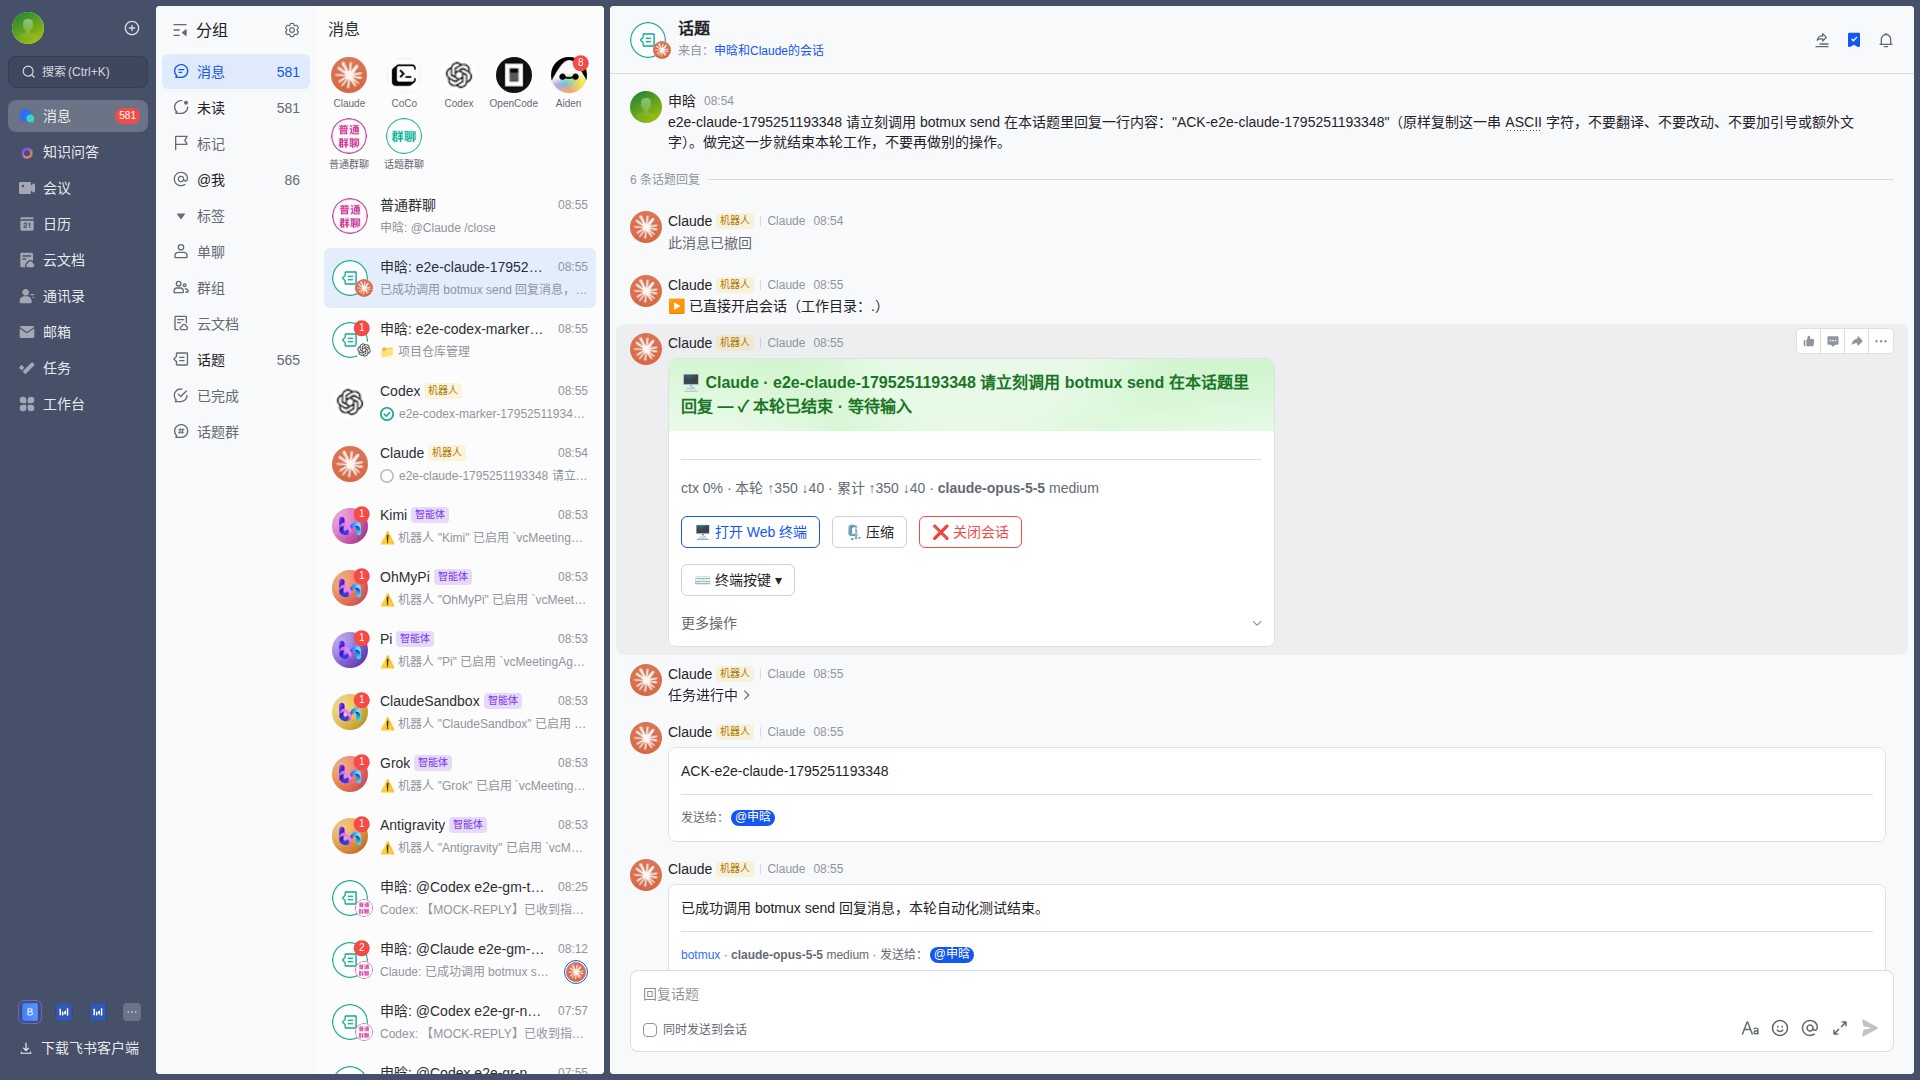 搜索 (Ctrl+K)
消息 581
知识问答
会议
日历
云文档
通讯录
邮箱
任务
工作台
下载飞书客户端
分组
消息 581
未读 581
标记
@我 86
标签
单聊
群组
云文档
话题 565
已完成
话题群
消息
Claude
CoCo
Codex
OpenCode
8
Aiden
普通
群聊
普通群聊
群聊
话题群聊
普通群聊 08:55
申晗: @Claude /close
申晗: e2e-claude-17952… 08:55
已成功调用 botmux send 回复消息，…
1
申晗: e2e-codex-marker… 08:55
项目仓库管理
Codex 机器人 08:55
e2e-codex-marker-17952511934…
Claude 机器人 08:54
e2e-claude-1795251193348 请立…
1
Kimi 智能体 08:53
机器人 "Kimi" 已启用 `vcMeeting…
1
OhMyPi 智能体 08:53
机器人 "OhMyPi" 已启用 `vcMeet…
1
Pi 智能体 08:53
机器人 "Pi" 已启用 `vcMeetingAg…
1
ClaudeSandbox 智能体 08:53
机器人 "ClaudeSandbox" 已启用 …
1
Grok 智能体 08:53
机器人 "Grok" 已启用 `vcMeeting…
1
Antigravity 智能体 08:53
机器人 "Antigravity" 已启用 `vcM…
申晗: @Codex e2e-gm-t… 08:25
Codex: 【MOCK-REPLY】已收到指…
2
申晗: @Claude e2e-gm-… 08:12
Claude: 已成功调用 botmux s…
申晗: @Codex e2e-gr-n… 07:57
Codex: 【MOCK-REPLY】已收到指…
申晗: @Codex e2e-gr-n… 07:55
话题
来自：申晗和Claude的会话
申晗 08:54
e2e-claude-1795251193348 请立刻调用 botmux send 在本话题里回复一行内容："ACK-e2e-claude-1795251193348"（原样复制这一串 ASCII 字符，不要翻译、不要改动、不要加引号或额外文
字）。做完这一步就结束本轮工作，不要再做别的操作。
6 条话题回复
Claude 机器人 Claude 08:54
此消息已撤回
Claude 机器人 Claude 08:55
已直接开启会话（工作目录：.）
Claude 机器人 Claude 08:55
Claude · e2e-claude-1795251193348 请立刻调用 botmux send 在本话题里
回复 — ✓ 本轮已结束 · 等待输入
ctx 0% · 本轮 ↑350 ↓40 · 累计 ↑350 ↓40 · claude-opus-5-5 medium
打开 Web 终端
压缩
关闭会话
终端按键 ▾
更多操作
Claude 机器人 Claude 08:55
任务进行中
Claude 机器人 Claude 08:55
ACK-e2e-claude-1795251193348
发送给：@申晗
Claude 机器人 Claude 08:55
已成功调用 botmux send 回复消息，本轮自动化测试结束。
botmux · claude-opus-5-5 medium · 发送给：@申晗
回复话题
同时发送到会话